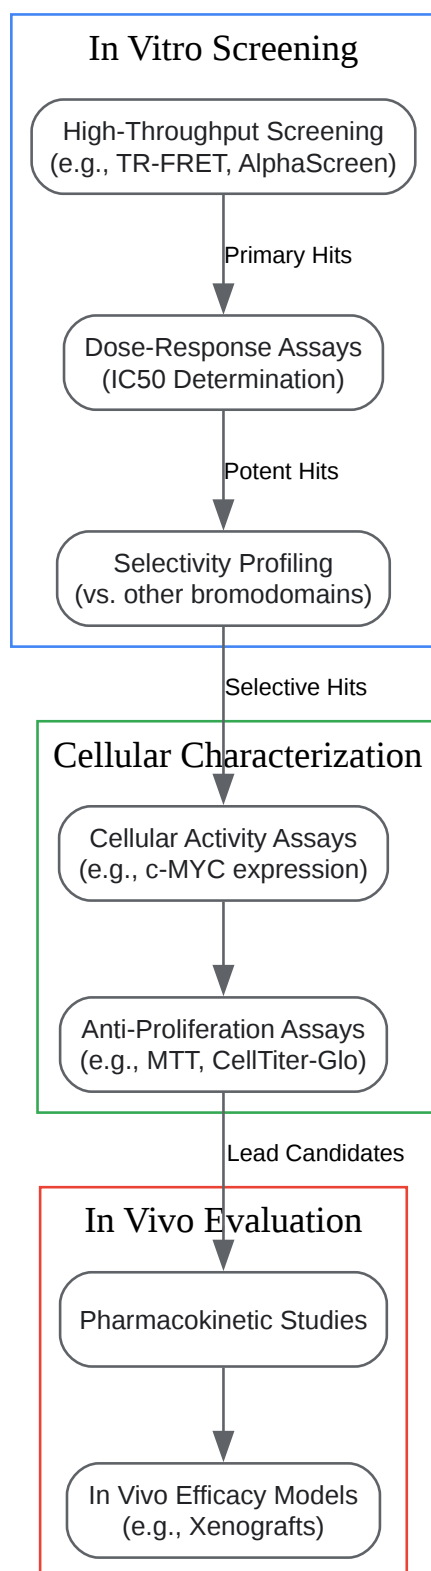 In Vitro Screening
High-Throughput Screening
(e.g., TR-FRET, AlphaScreen)
Primary Hits
Dose-Response Assays
(IC50 Determination)
Potent Hits
Selectivity Profiling
(vs. other bromodomains)
Selective Hits
Cellular Characterization
Cellular Activity Assays
(e.g., c-MYC expression)
Anti-Proliferation Assays
(e.g., MTT, CellTiter-Glo)
Lead Candidates
In Vivo Evaluation
Pharmacokinetic Studies
In Vivo Efficacy Models
(e.g., Xenografts)